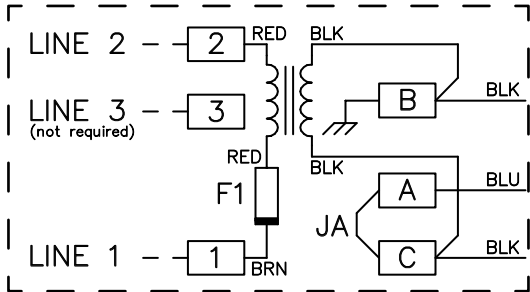 LINE 2 2 RED BLK
LINE 3 3 B BLK
(not required)
RED BLK
F1 A BLU
JA
LINE 1 1 BRN C BLK